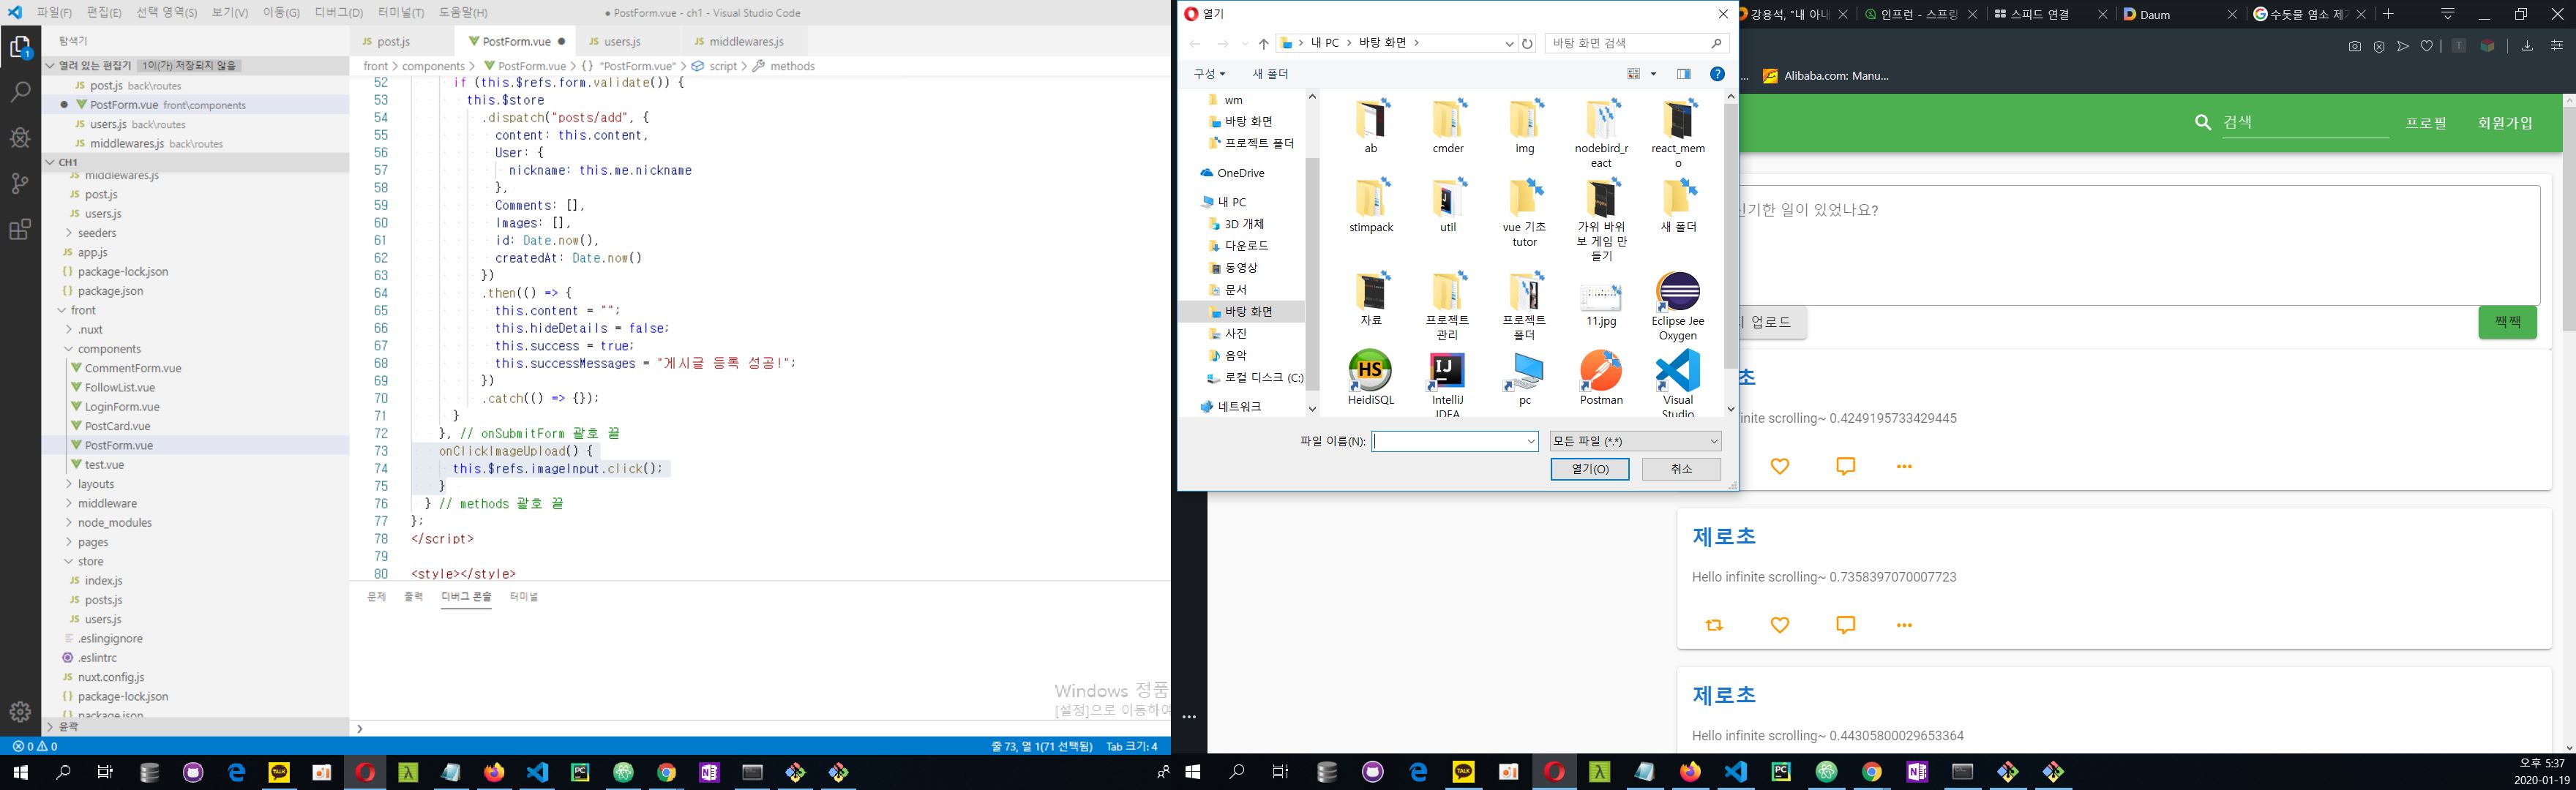 파일(F) 편집(E) 선택 영역(S) 보기(V) 이동(G) 디버그(D) 터미널(T) 도움말(H)
● PostForm.vue - ch1 - Visual Studio Code
탐색기
열려 있는 편집기 1이(가) 저장되지 않음
JS post.js back\routes
PostForm.vue front\components
JS users.js back\routes
JS middlewares.js back\routes
CH1
JS middlewares.js
JS post.js
JS users.js
seeders
JS app.js
{} package-lock.json
{} package.json
front
.nuxt
components
CommentForm.vue
FollowList.vue
LoginForm.vue
PostCard.vue
PostForm.vue
test.vue
layouts
middleware
node_modules
pages
store
JS index.js
JS posts.js
JS users.js
.eslingignore
.eslintrc
JS nuxt.config.js
{} package-lock.json
{} package.json
윤곽
JS post.js
PostForm.vue ●
JS users.js
JS middlewares.js
front > components > PostForm.vue > {} "PostForm.vue" > script > methods
52 if (this.$refs.form.validate()) {
53 this.$store
54 .dispatch("posts/add", {
55 content: this.content,
56 User: {
57 nickname: this.me.nickname
58 },
59 Comments: [],
60 Images: [],
61 id: Date.now(),
62 createdAt: Date.now()
63 })
64 .then(() => {
65 this.content = "";
66 this.hideDetails = false;
67 this.success = true;
68 this.successMessages = "게시글 등록 성공!";
69 })
70 .catch(() => {});
71 }
72 }, // onSubmitForm 괄호 끝
73 onClickImageUpload() {
74 this.$refs.imageInput.click();
75 }
76 } // methods 괄호 끝
77 };
78 </script>
79
80 <style></style>
문제 출력 디버그 콘솔 터미널
Windows 정품
[설정]으로 이동하여
0 0
줄 73, 열 1(71 선택됨) Tab 크기: 4
열기
내 PC > 바탕 화면 >
바탕 화면 검색
구성 새 폴더
wm
바탕 화면
프로젝트 폴더
OneDrive
내 PC
3D 개체
다운로드
동영상
문서
바탕 화면
사진
음악
로컬 디스크 (C:)
네트워크
ab
cmder
img
nodebird_r
eact
react_mem
o
stimpack
util
vue 기초
tutor
가위 바위
보 게임 만
들기
새 폴더
자료
프로젝트
관리
프로젝트
폴더
11.jpg
Eclipse Jee
Oxygen
HeidiSQL
IntelliJ
IDEA
pc
Postman
Visual
Studio
파일 이름(N):
모든 파일 (*.*)
열기(O)
취소
강용석, "내 아내
인프런 - 스프링
스피드 연결
Daum
수돗물 염소 제거
Alibaba.com: Manu...
검색
프로필
회원가입
신기한 일이 있었나요?
업로드
짹짹
초
nfinite scrolling~ 0.4249195733429445
제로초
Hello infinite scrolling~ 0.7358397070007723
제로초
Hello infinite scrolling~ 0.44305800029653364
오후 5:37
2020-01-19